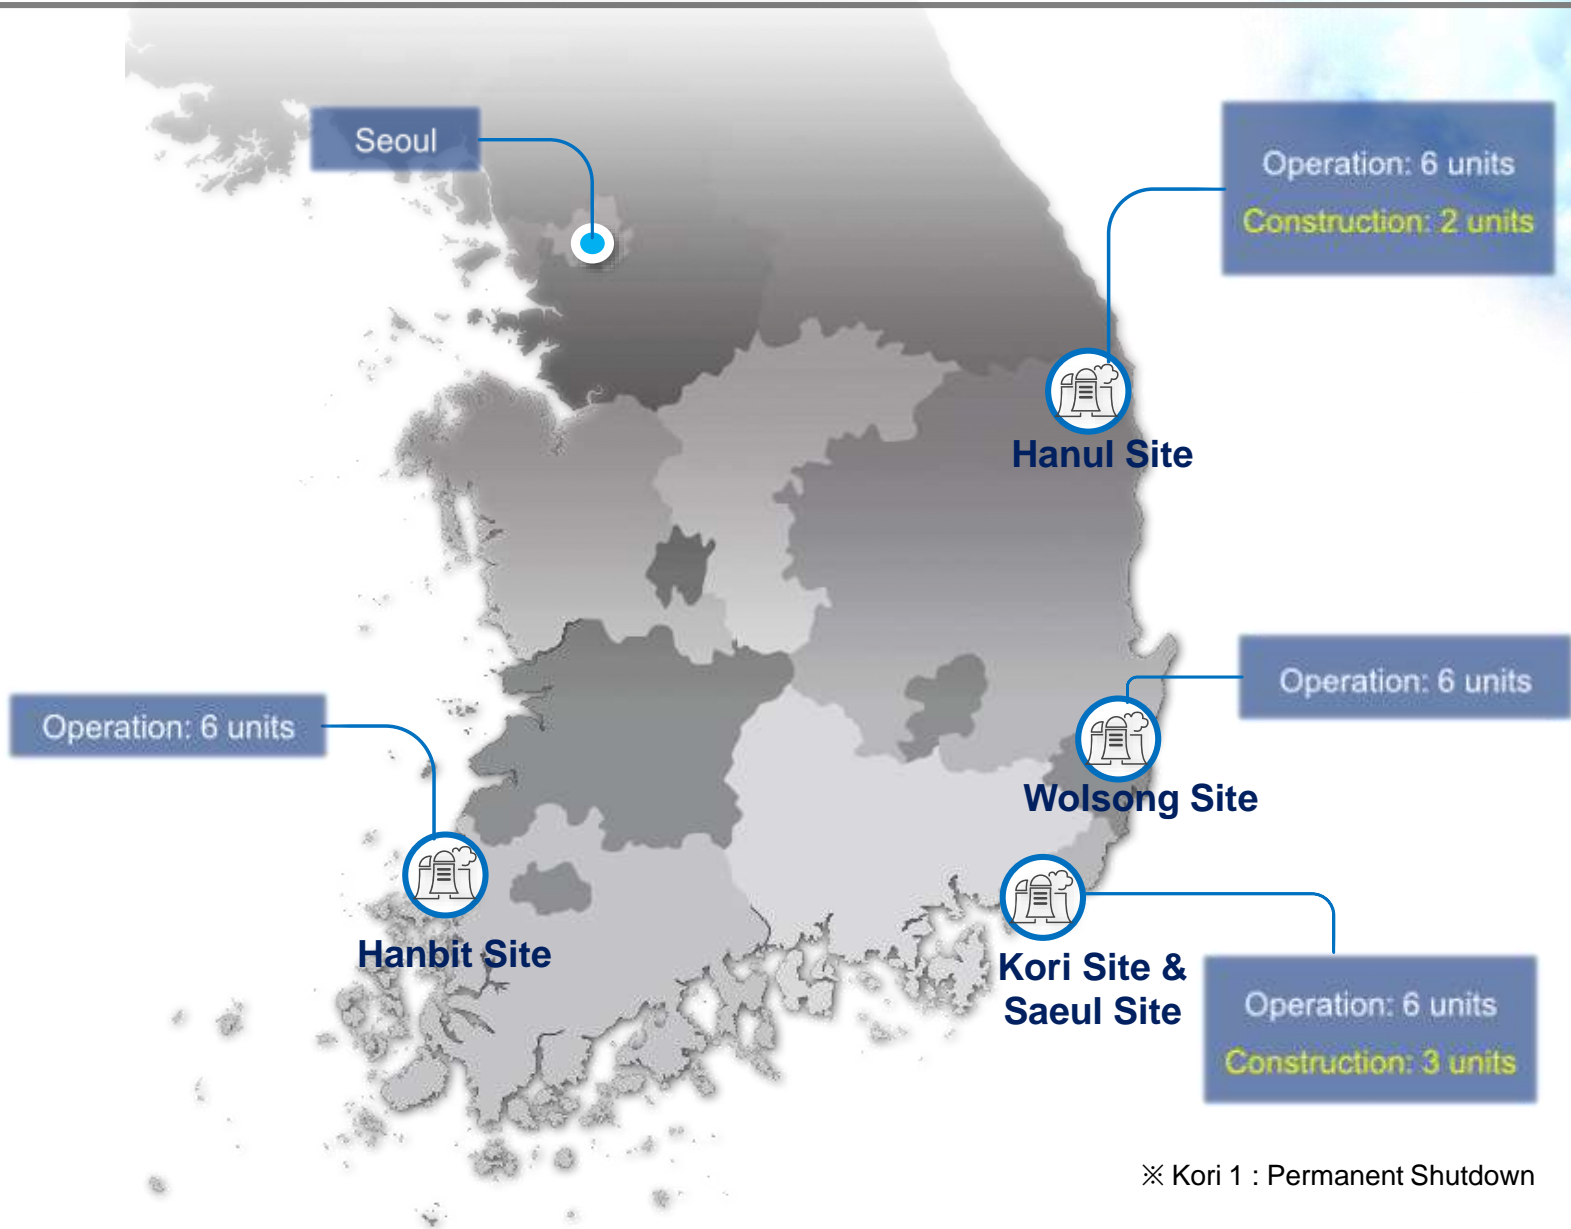 Seoul
Operation: 6 units
Construction: 2 units
Hanul Site
Operation: 6 units
Wolsong Site
Operation: 6 units
Hanbit Site
Kori Site &
Saeul Site
Operation: 6 units
Construction: 3 units
※ Kori 1 : Permanent Shutdown